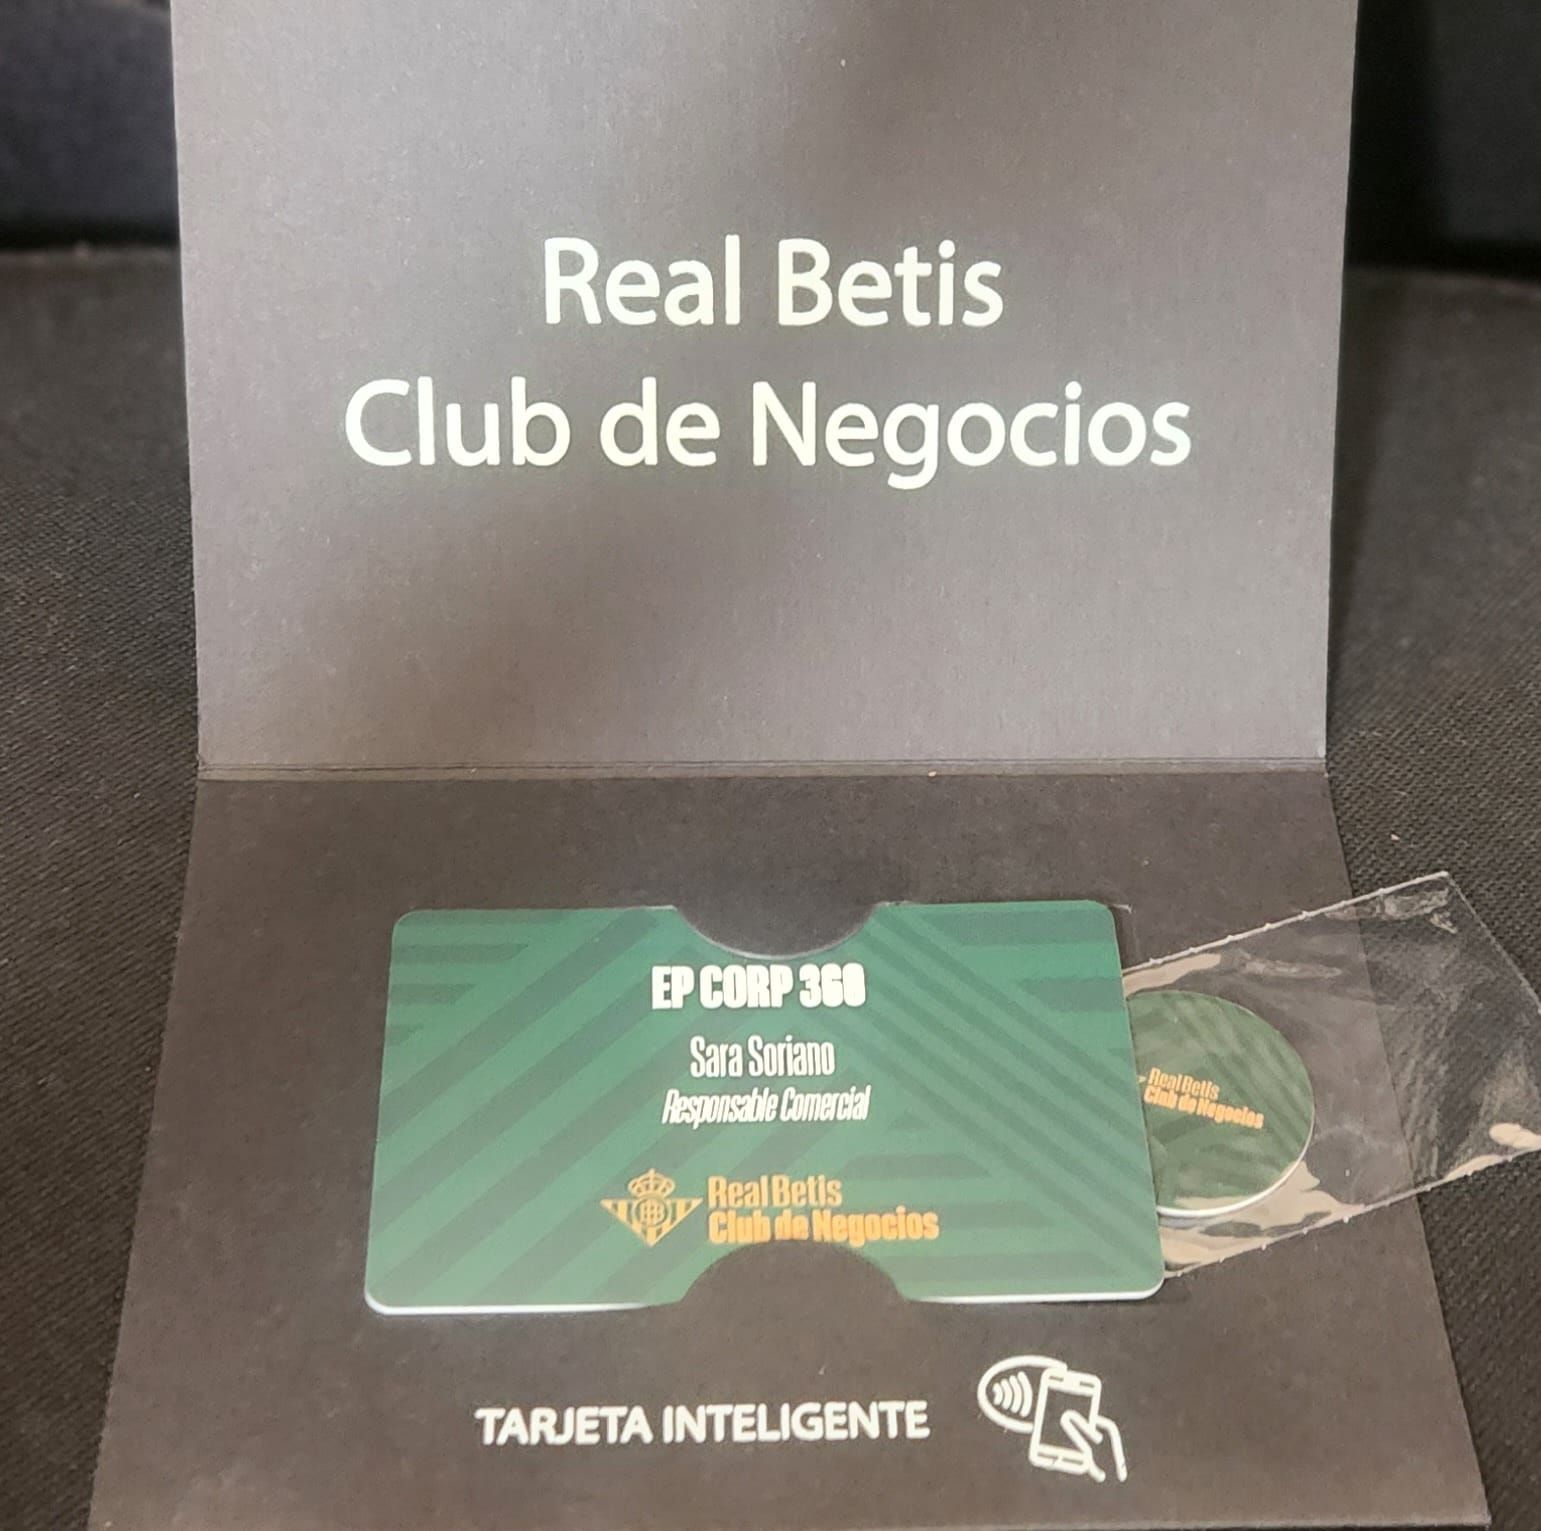 Real Betis
Club de Negocios
EP CORP 360
Sara Soriano
Responsable Comercial
Real Betis
Club de Negocios
Real Betis
Club de Negocios
TARJETA INTELIGENTE